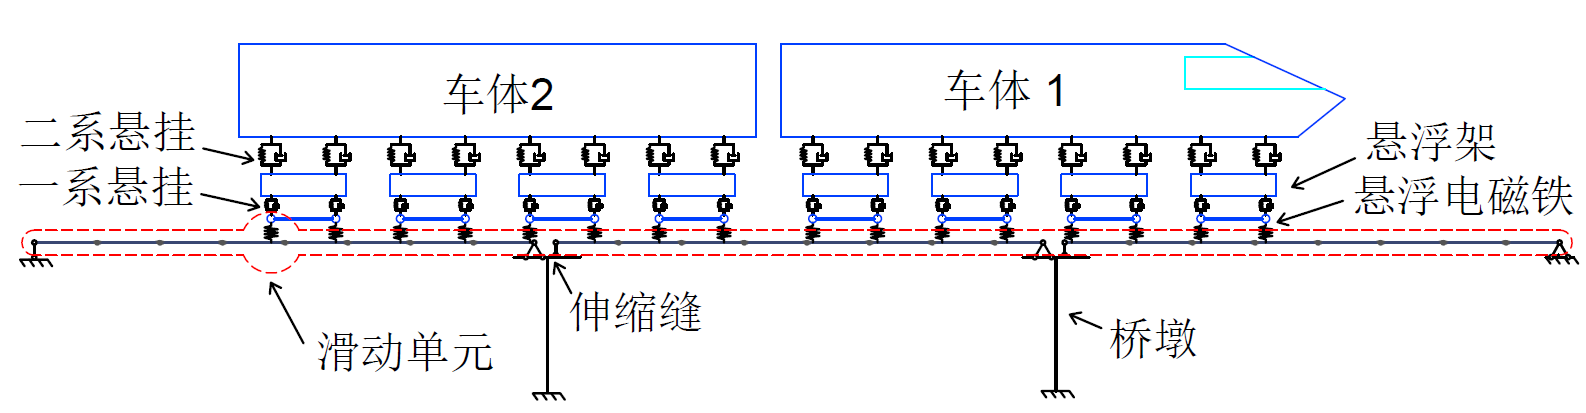 车体2
车体 1
二系悬挂
一系悬挂
悬浮架
悬浮电磁铁
滑动单元
伸缩缝
桥墩